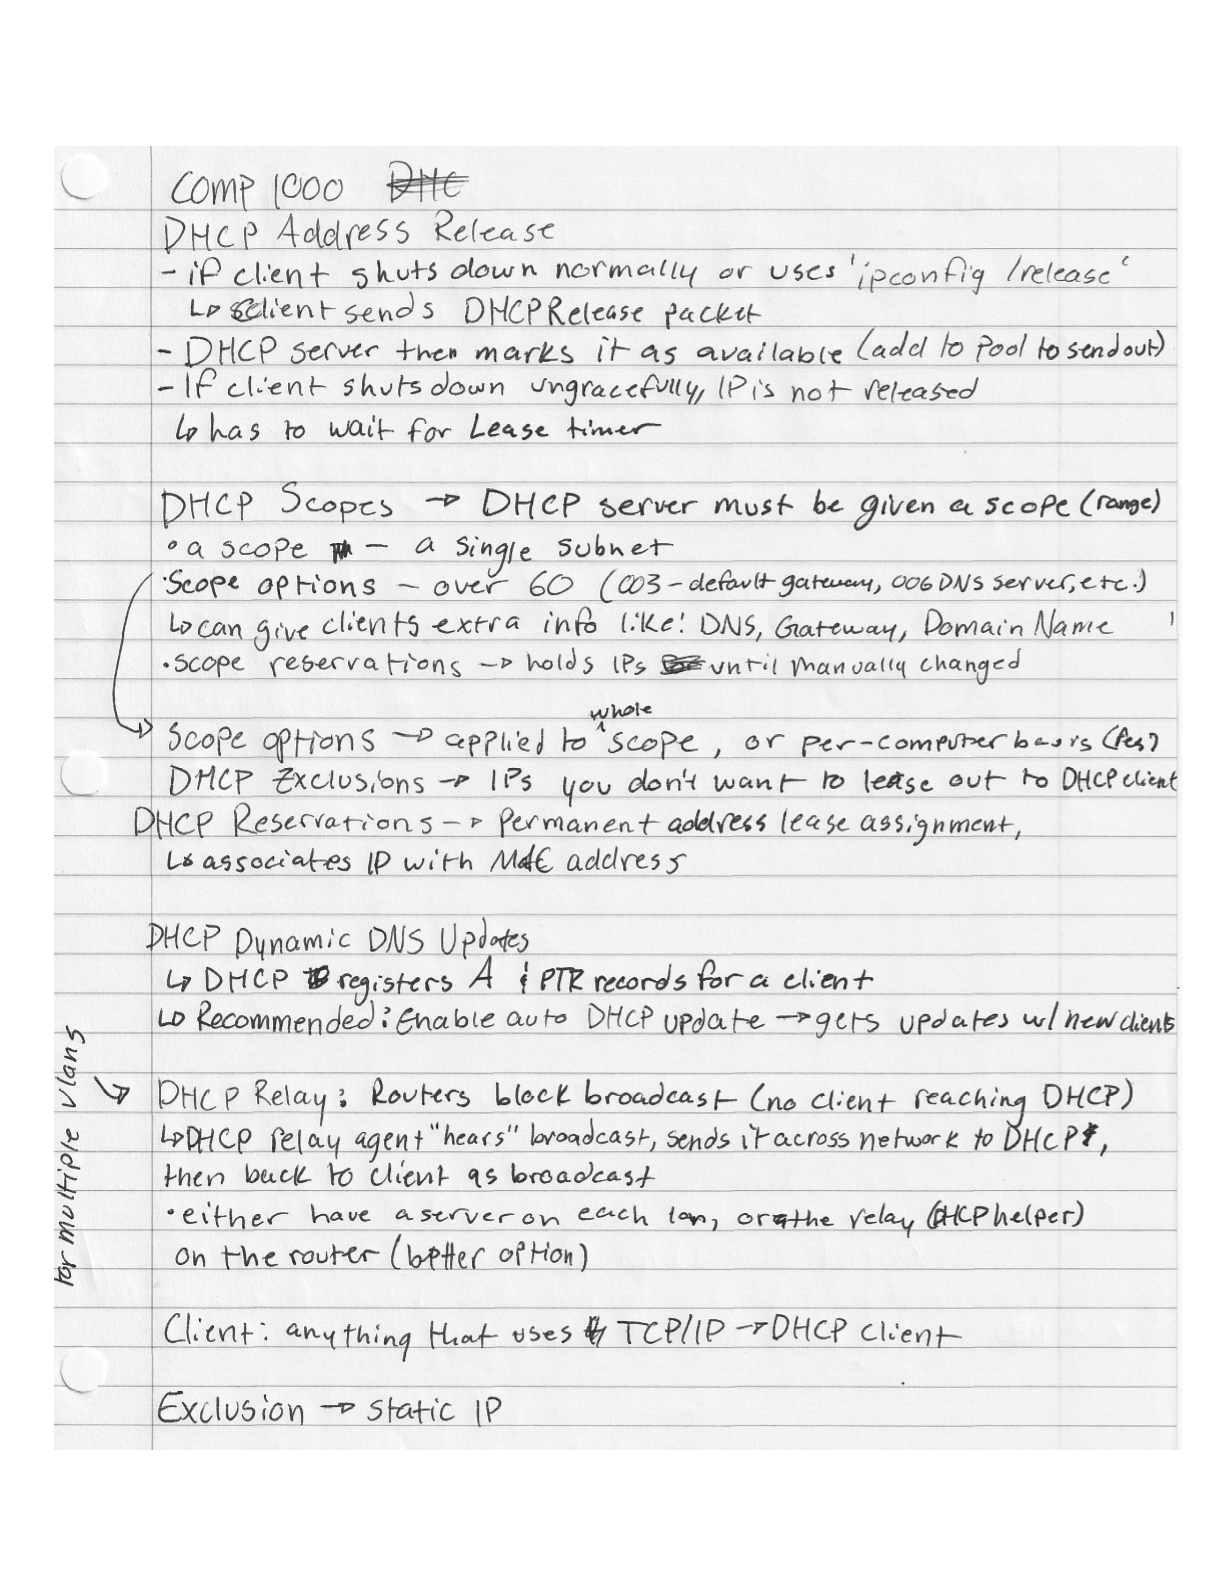 COMP 1000
DHCP Address Release
- if client shuts down normally or uses 'ipconfig /release'
↳ client sends DHCPRelease packet
- DHCP server then marks it as available (add to Pool to send out)
- If client shuts down ungracefully, IP is not released
↳ has to wait for Lease timer
DHCP Scopes → DHCP server must be given a scope (range)
• a scope – a single subnet
• Scope options – over 60 (003 - default gateway, 006 DNS server, etc.)
↳ can give clients extra info like: DNS, Gateway, Domain Name
• scope reservations → holds IPs until manually changed
whole
Scope options → applied to ^ scope, or per-computer basis
DHCP Exclusions → IPs you don't want to lease out to DHCP client
DHCP Reservations → Permanent address lease assignment,
↳ associates IP with MAC address
DHCP Dynamic DNS Updates
↳ DHCP registers A & PTR records for a client
↳ Recommended: Enable auto DHCP update → gets updates w/ new clients
for multiple vlans
→ DHCP Relay: Routers block broadcast (no client reaching DHCP)
↳ DHCP relay agent "hears" broadcast, sends it across network to DHCP,
then back to client as broadcast
• either have a server on each lan, or the relay (DHCP helper)
on the router (better option)
Client: anything that uses TCP/IP → DHCP client
Exclusion → static IP